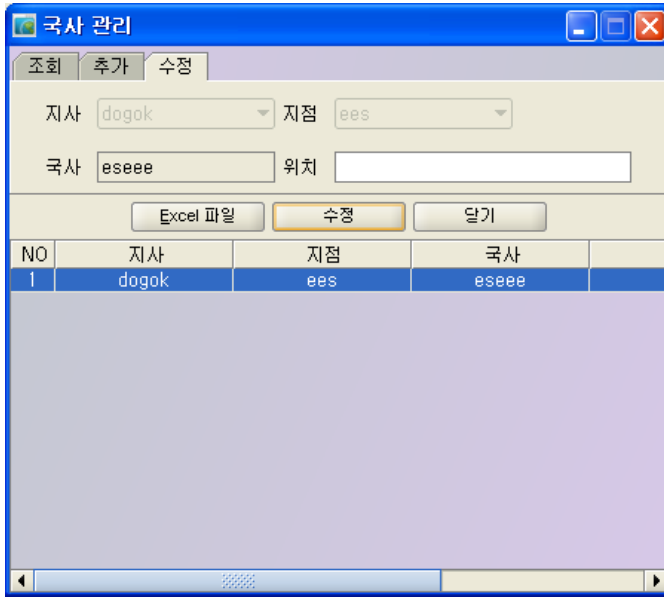 국사 관리
조회 추가 수정
지사 dogok 지점 ees
국사 eseee 위치
Excel 파일 수정 닫기
NO 지사 지점 국사
1 dogok ees eseee